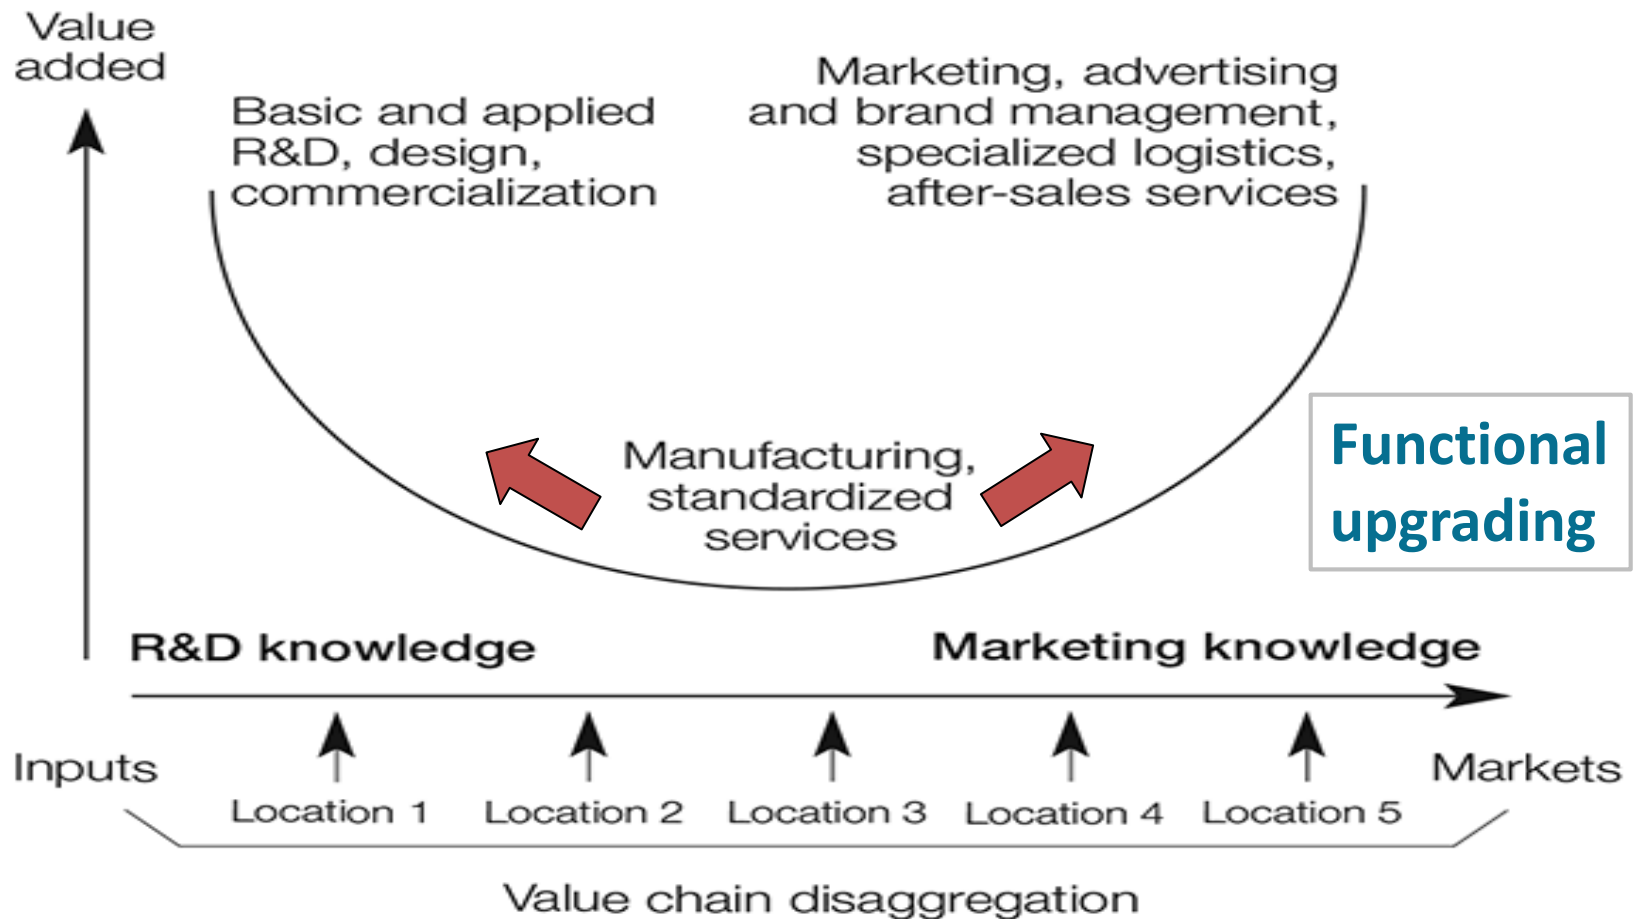 Value
added
Basic and applied
R&D, design,
commercialization
Marketing, advertising
and brand management,
specialized logistics,
after-sales services
Manufacturing,
standardized
services
Functional
upgrading
R&D knowledge
Marketing knowledge
Inputs
Markets
Location 1
Location 2
Location 3
Location 4
Location 5
Value chain disaggregation